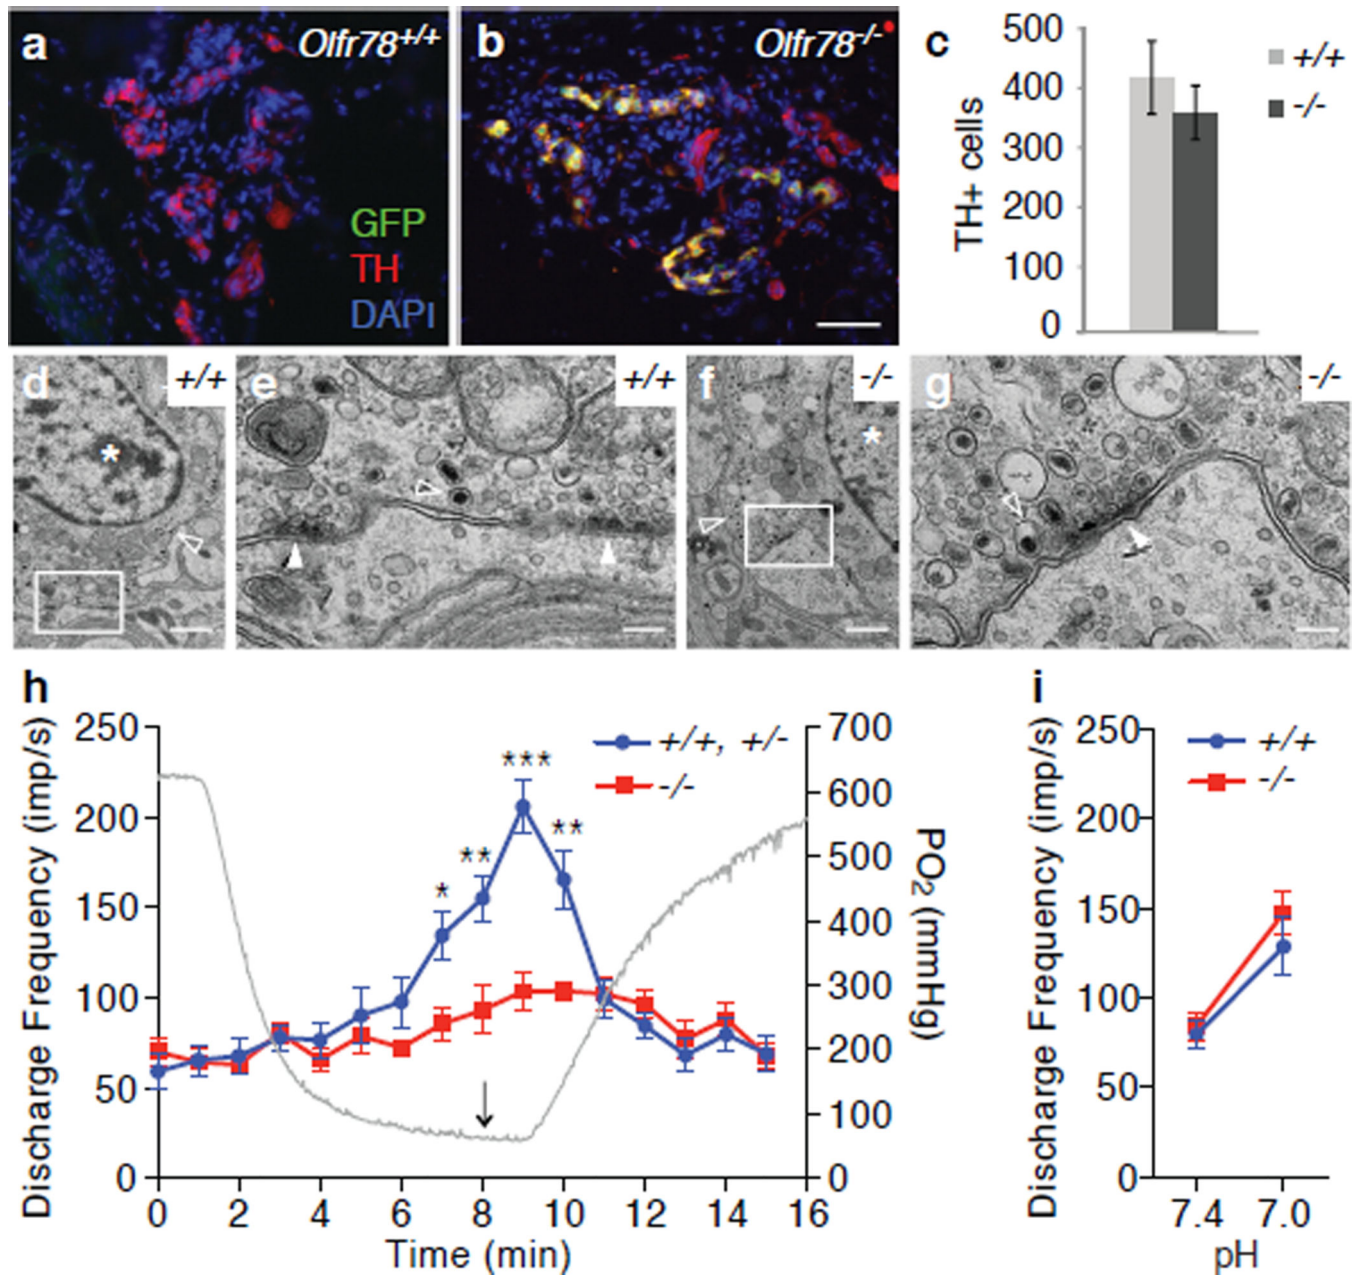 a
Olfr78+/+
GFP
TH
DAPI
b
Olfr78-/-
c
500
400
300
200
100
0
TH+ cells
+/+
-/-
d
+/+
*
e
+/+
f
-/-
*
g
-/-
h
Discharge Frequency (imp/s)
250
200
150
100
50
0
+/+, +/-
-/-
*
**
***
**
700
600
500
400
300
200
100
0
PO2 (mmHg)
0 2 4 6 8 10 12 14 16
Time (min)
i
Discharge Frequency (imp/s)
250
200
150
100
50
0
+/+
-/-
7.4 7.0
pH